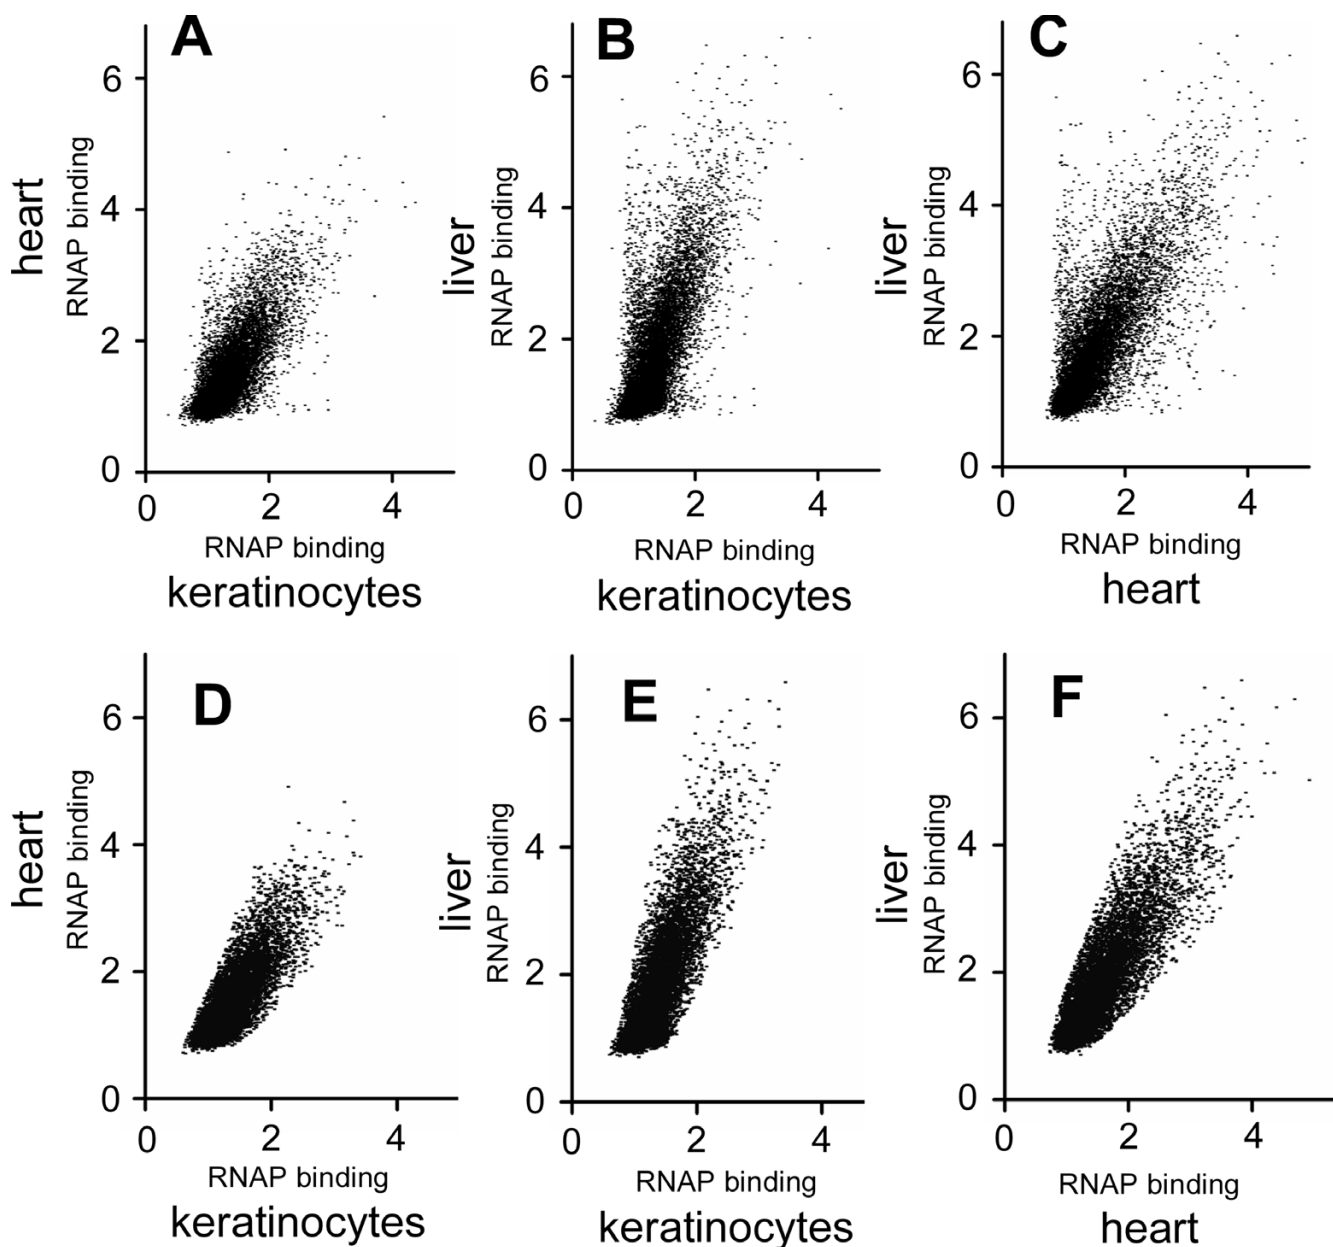 A
6
4
2
0
heart
RNAP binding
0 2 4
RNAP binding
keratinocytes
B
6
4
2
0
liver
RNAP binding
0 2 4
RNAP binding
keratinocytes
C
6
4
2
0
liver
RNAP binding
0 2 4
RNAP binding
heart
D
6
4
2
0
heart
RNAP binding
0 2 4
RNAP binding
keratinocytes
E
6
4
2
0
liver
RNAP binding
0 2 4
RNAP binding
keratinocytes
F
6
4
2
0
liver
RNAP binding
0 2 4
RNAP binding
heart